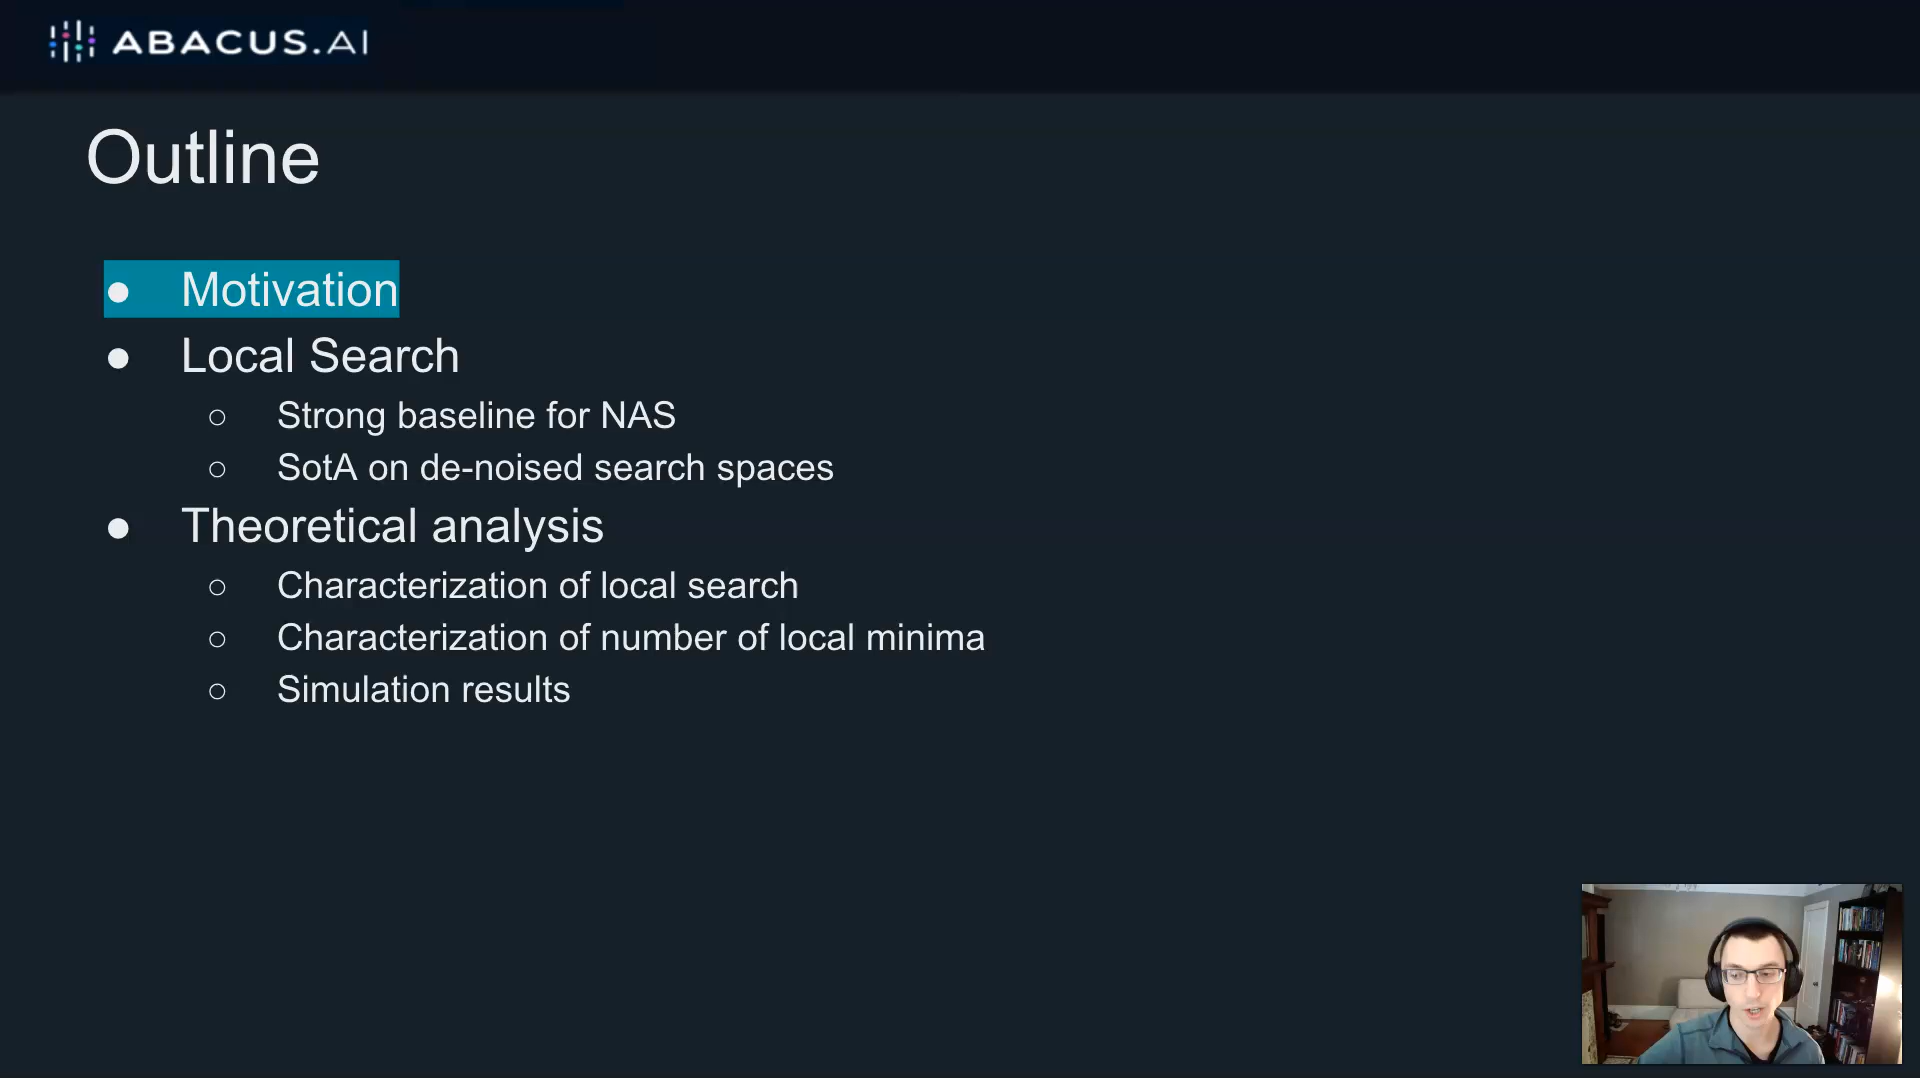 ABACUS.AI
Outline
● Motivation
● Local Search
○ Strong baseline for NAS
○ SotA on de-noised search spaces
● Theoretical analysis
○ Characterization of local search
○ Characterization of number of local minima
○ Simulation results